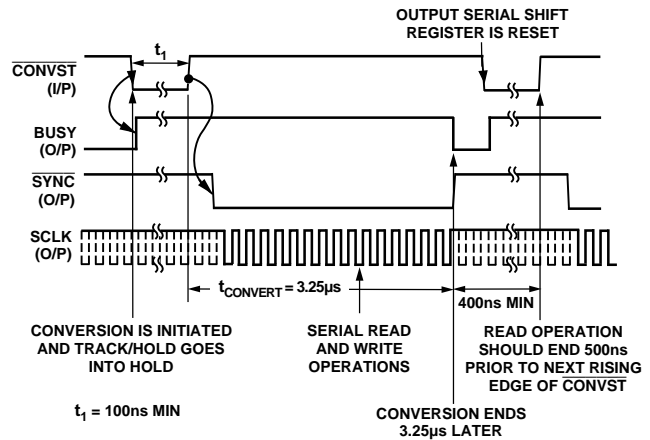 OUTPUT SERIAL SHIFT
REGISTER IS RESET
t1
CONVST
(I/P)
BUSY
(O/P)
SYNC
(O/P)
SCLK
(O/P)
tCONVERT = 3.25µs
400ns MIN
CONVERSION IS INITIATED
AND TRACK/HOLD GOES
INTO HOLD
SERIAL READ
AND WRITE
OPERATIONS
READ OPERATION
SHOULD END 500ns
PRIOR TO NEXT RISING
EDGE OF CONVST
t1 = 100ns MIN
CONVERSION ENDS
3.25µs LATER